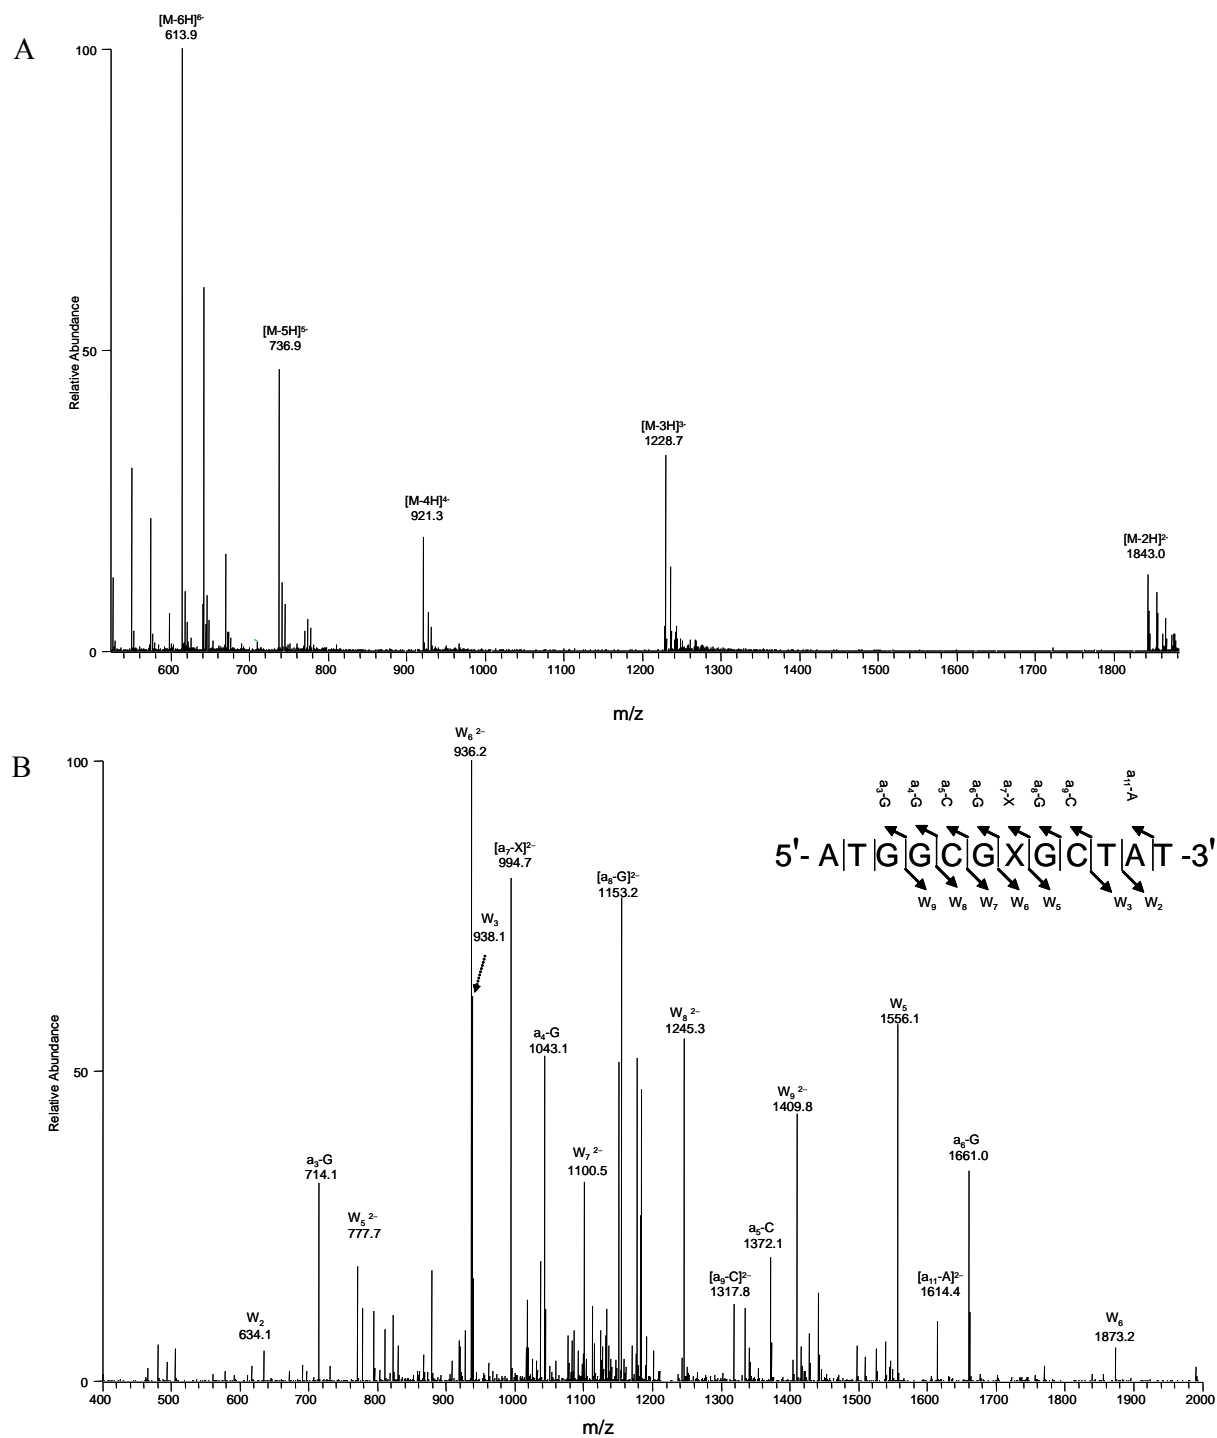 A
[M-6H]⁶⁻
613.9
100
[M-5H]⁵⁻
736.9
50
[M-3H]³⁻
1228.7
[M-4H]⁴⁻
921.3
[M-2H]²⁻
1843.0
0
Relative Abundance
600 700 800 900 1000 1100 1200 1300 1400 1500 1600 1700 1800
m/z
B
W₆ ²⁻
936.2
100
[a₇-X]²⁻
994.7
[a₈-G]²⁻
1153.2
W₃
938.1
a₃-G a₄-G a₅-C a₆-G a₇-X a₈-G a₉-C a₁₁-A
5'- A|T|G|G|C|G|X|G|C|T|A|T -3'
W₉ W₈ W₇ W₆ W₅ W₃ W₂
W₈ ²⁻
1245.3
W₅
1556.1
a₄-G
1043.1
50
W₉ ²⁻
1409.8
W₇ ²⁻
1100.5
a₆-G
1661.0
a₃-G
714.1
W₅ ²⁻
777.7
a₅-C
1372.1
[a₉-C]²⁻
1317.8
[a₁₁-A]²⁻
1614.4
W₂
634.1
W₆
1873.2
0
Relative Abundance
400 500 600 700 800 900 1000 1100 1200 1300 1400 1500 1600 1700 1800 1900 2000
m/z